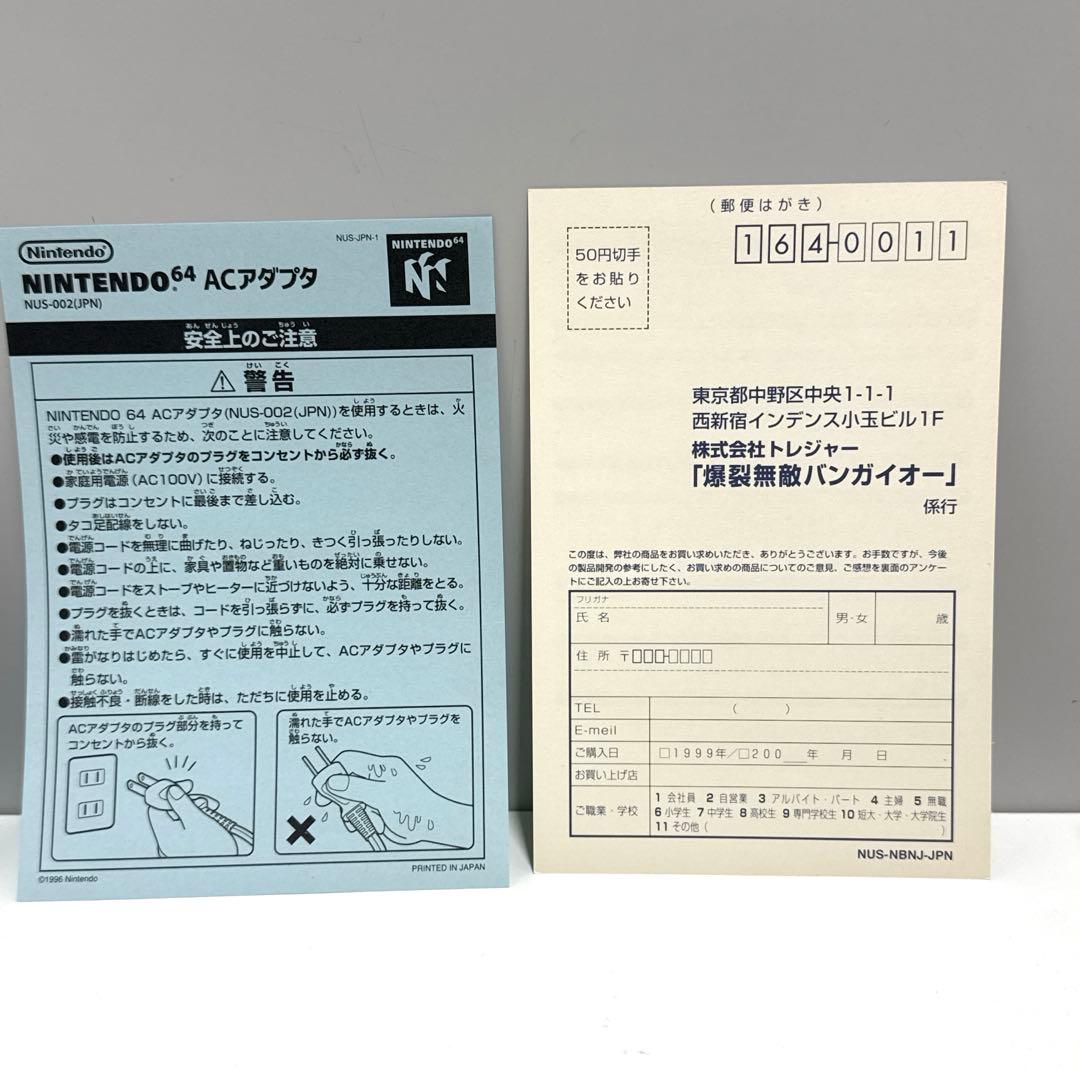 Nintendo
NUS-JPN-1
NINTENDO64 ACアダプタ
NUS-002(JPN)
NINTENDO64
あんぜんじょう ちゅうい
安全上のご注意
けいこく
警告
NINTENDO 64 ACアダプタ(NUS-002(JPN))を使用するときは、火
災や感電を防止するため、次のことに注意してください。
●使用後はACアダプタのプラグをコンセントから必ず抜く。
●家庭用電源(AC100V)に接続する。
●プラグはコンセントに最後まで差し込む。
●タコ足配線をしない。
●電源コードを無理に曲げたり、ねじったり、きつく引っ張ったりしない。
●電源コードの上に、家具や置物など重いものを絶対に乗せない。
●電源コードをストーブやヒーターに近づけないよう、十分な距離をとる。
●プラグを抜くときは、コードを引っ張らずに、必ずプラグを持って抜く。
●濡れた手でACアダプタやプラグに触らない。
●雷がなりはじめたら、すぐに使用を中止して、ACアダプタやプラグに
触らない。
●接触不良・断線をした時は、ただちに使用を止める。
ACアダプタのプラグ部分を持って
コンセントから抜く。
濡れた手でACアダプタやプラグを
触らない。
©1996 Nintendo
PRINTED IN JAPAN
(郵便はがき)
164-0011
50円切手
をお貼り
ください
東京都中野区中央1-1-1
西新宿インデンス小玉ビル1F
株式会社トレジャー
「爆裂無敵バンガイオー」
係行
この度は、弊社の商品をお買い求めいただき、ありがとうございます。お手数ですが、今後
の製品開発の参考にしたく、お買い求めの商品についてのご意見、ご感想を裏面のアンケー
トにご記入の上お寄せ下さい。
フリガナ
氏 名
男・女
歳
住 所 〒□□□-□□□□
TEL ( )
E-meil
ご購入日 □1999年/□200__年 月 日
お買い上げ店
ご職業・学校
1 会社員 2 自営業 3 アルバイト・パート 4 主婦 5 無職
6 小学生 7 中学生 8 高校生 9 専門学校生 10 短大・大学・大学院生
11 その他( )
NUS-NBNJ-JPN